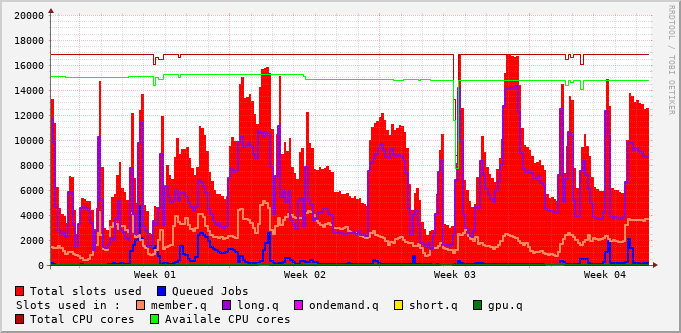 20000
18000
16000
14000
12000
10000
8000
6000
4000
2000
0
Week 01 Week 02 Week 03 Week 04
RRDTOOL / TOBI OETIKER
Total slots used Queued Jobs
Slots used in : member.q long.q ondemand.q short.q gpu.q
Total CPU cores Availale CPU cores